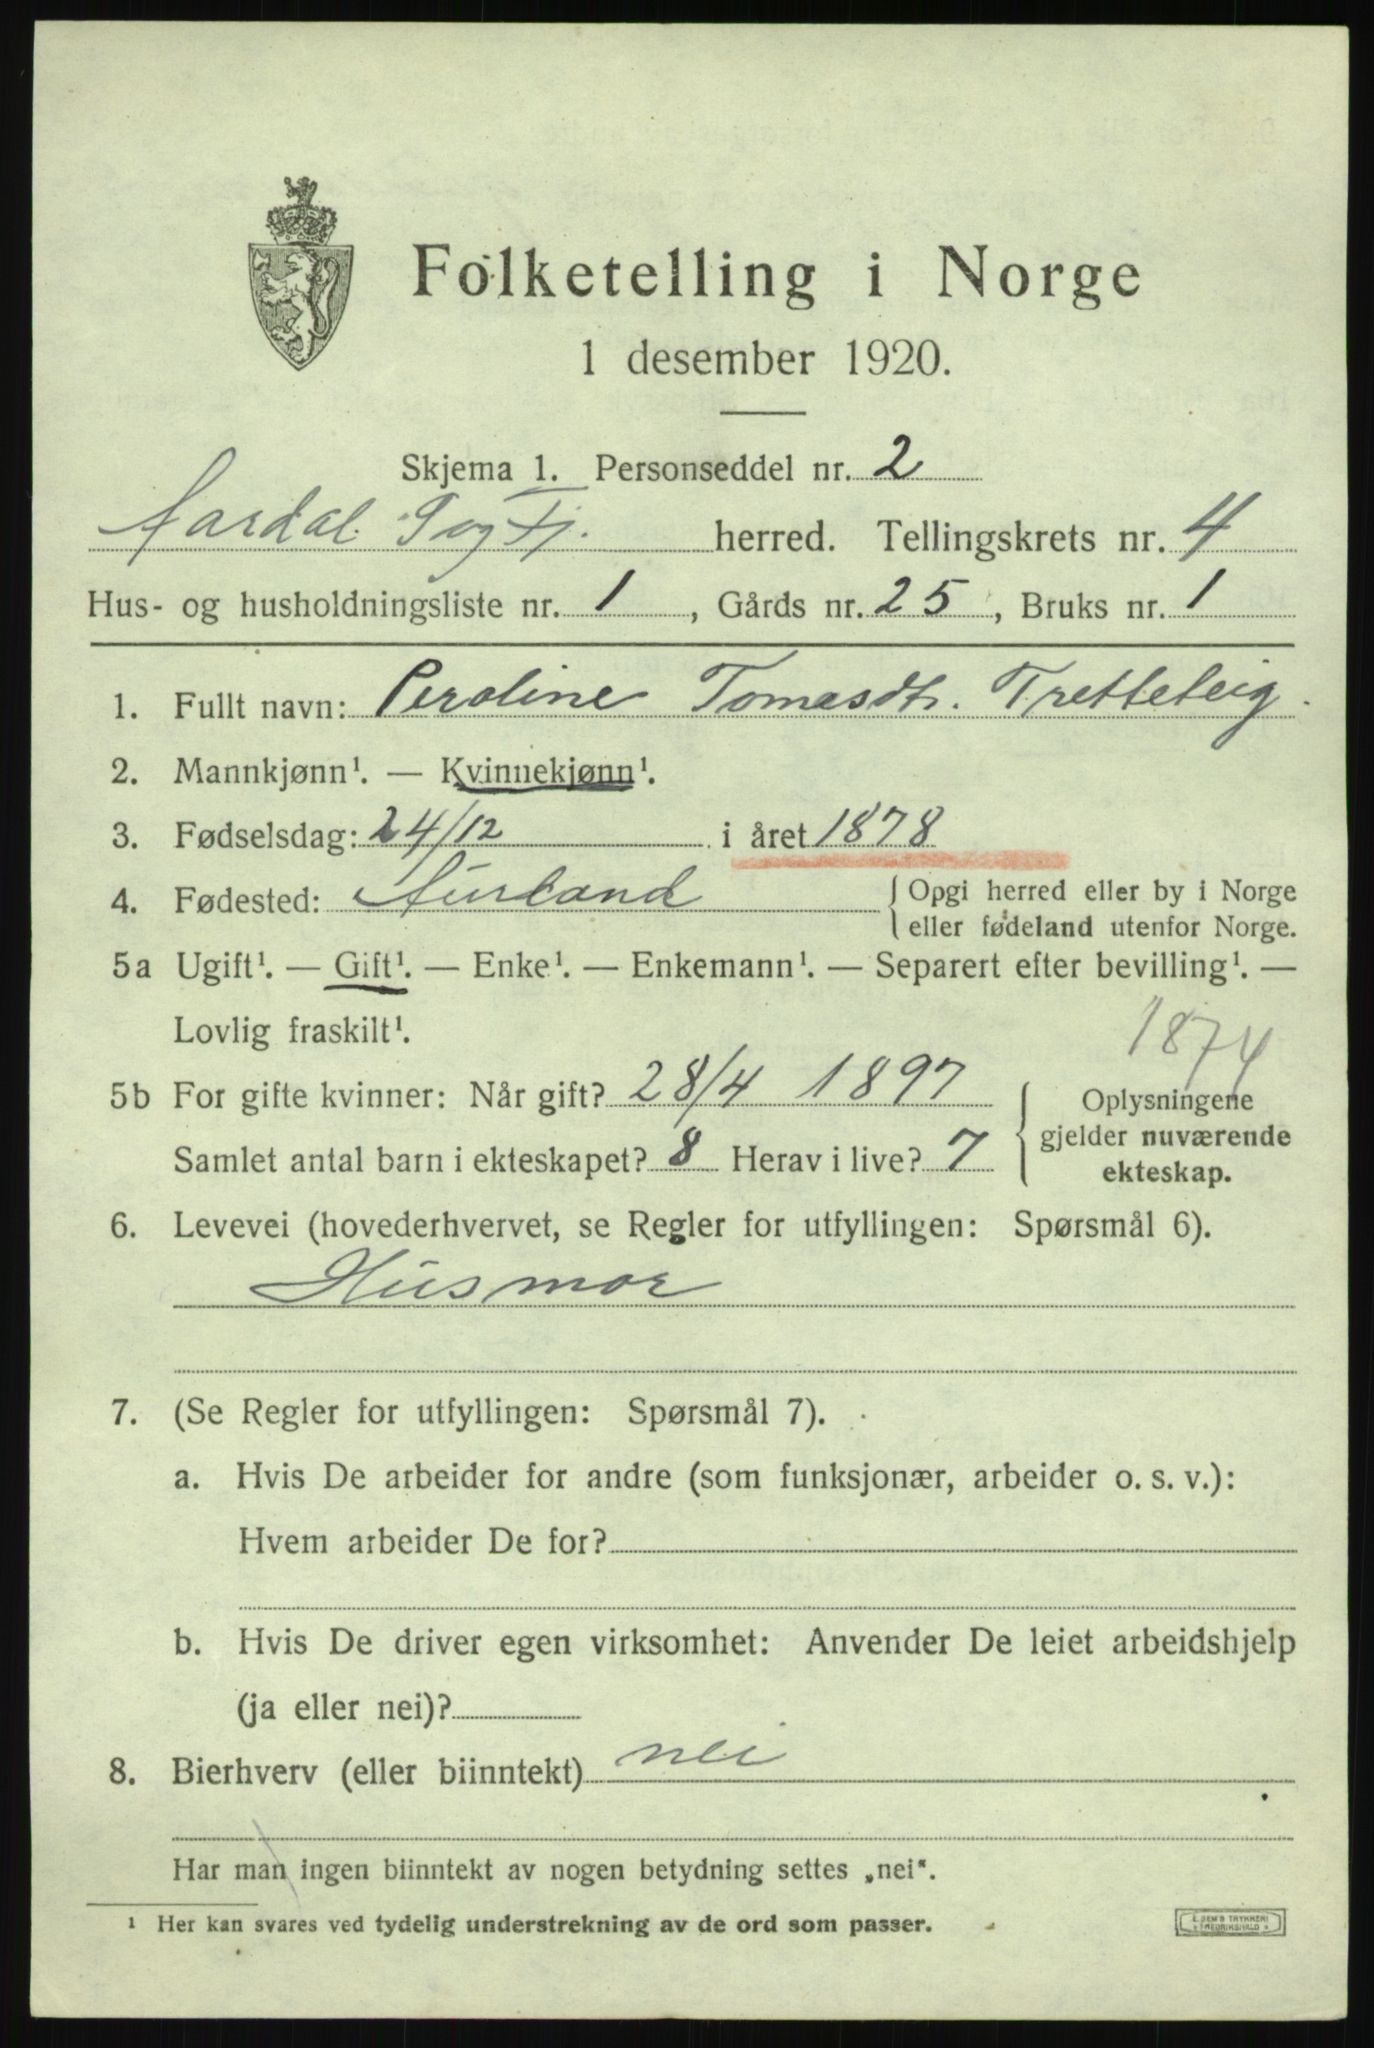 Folketelling i Norge
1 desember 1920.
Skjema 1. Personseddel nr. 2
Aardal Sogn Fj. herred. Tellingskrets nr. 4
Hus- og husholdningsliste nr. 1, Gårds nr. 25, Bruks nr. 1
1. Fullt navn: Peroline Tomasdtr. Tretteteig.
2. Mannkjønn¹. — Kvinnekjønn¹.
3. Fødselsdag: 24/12 i året 1878
4. Fødested: Aurland { Opgi herred eller by i Norge
eller fødeland utenfor Norge.
5a Ugift¹. — Gift¹. — Enke¹. — Enkemann¹. — Separert efter bevilling¹. —
Lovlig fraskilt¹.
1874
5b For gifte kvinner: Når gift? 28/4 1897
Samlet antal barn i ekteskapet? 8 Herav i live? 7
{ Oplysningene
gjelder nuværende
ekteskap.
6. Levevei (hovederhvervet, se Regler for utfyllingen: Spørsmål 6).
Husmor
7. (Se Regler for utfyllingen: Spørsmål 7).
a. Hvis De arbeider for andre (som funksjonær, arbeider o. s. v.):
Hvem arbeider De for?
b. Hvis De driver egen virksomhet: Anvender De leiet arbeidshjelp
(ja eller nei)?
8. Bierhverv (eller biinntekt) nei
Har man ingen biinntekt av nogen betydning settes „nei“.
¹ Her kan svares ved tydelig understrekning av de ord som passer.